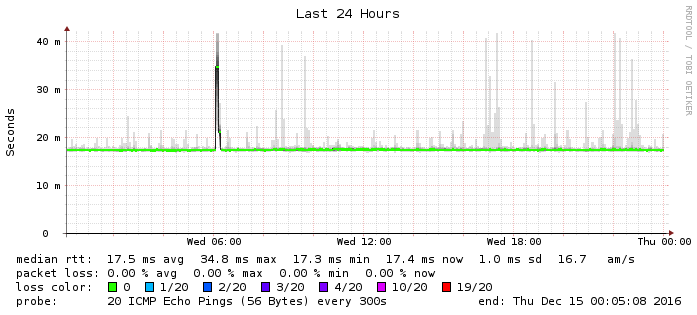 Last 24 Hours
RRDTOOL / TOBI OETIKER
Seconds
40 m
30 m
20 m
10 m
0
Wed 06:00 Wed 12:00 Wed 18:00 Thu 00:00
median rtt: 17.5 ms avg 34.8 ms max 17.3 ms min 17.4 ms now 1.0 ms sd 16.7 am/s
packet loss: 0.00 % avg 0.00 % max 0.00 % min 0.00 % now
loss color: 0 1/20 2/20 3/20 4/20 10/20 19/20
probe: 20 ICMP Echo Pings (56 Bytes) every 300s end: Thu Dec 15 00:05:08 2016